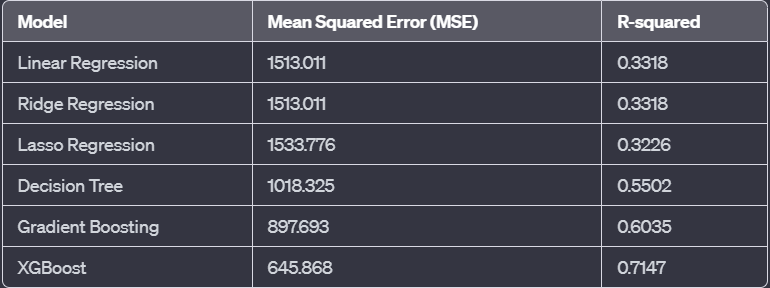 Model Mean Squared Error (MSE) R-squared
Linear Regression 1513.011 0.3318
Ridge Regression 1513.011 0.3318
Lasso Regression 1533.776 0.3226
Decision Tree 1018.325 0.5502
Gradient Boosting 897.693 0.6035
XGBoost 645.868 0.7147